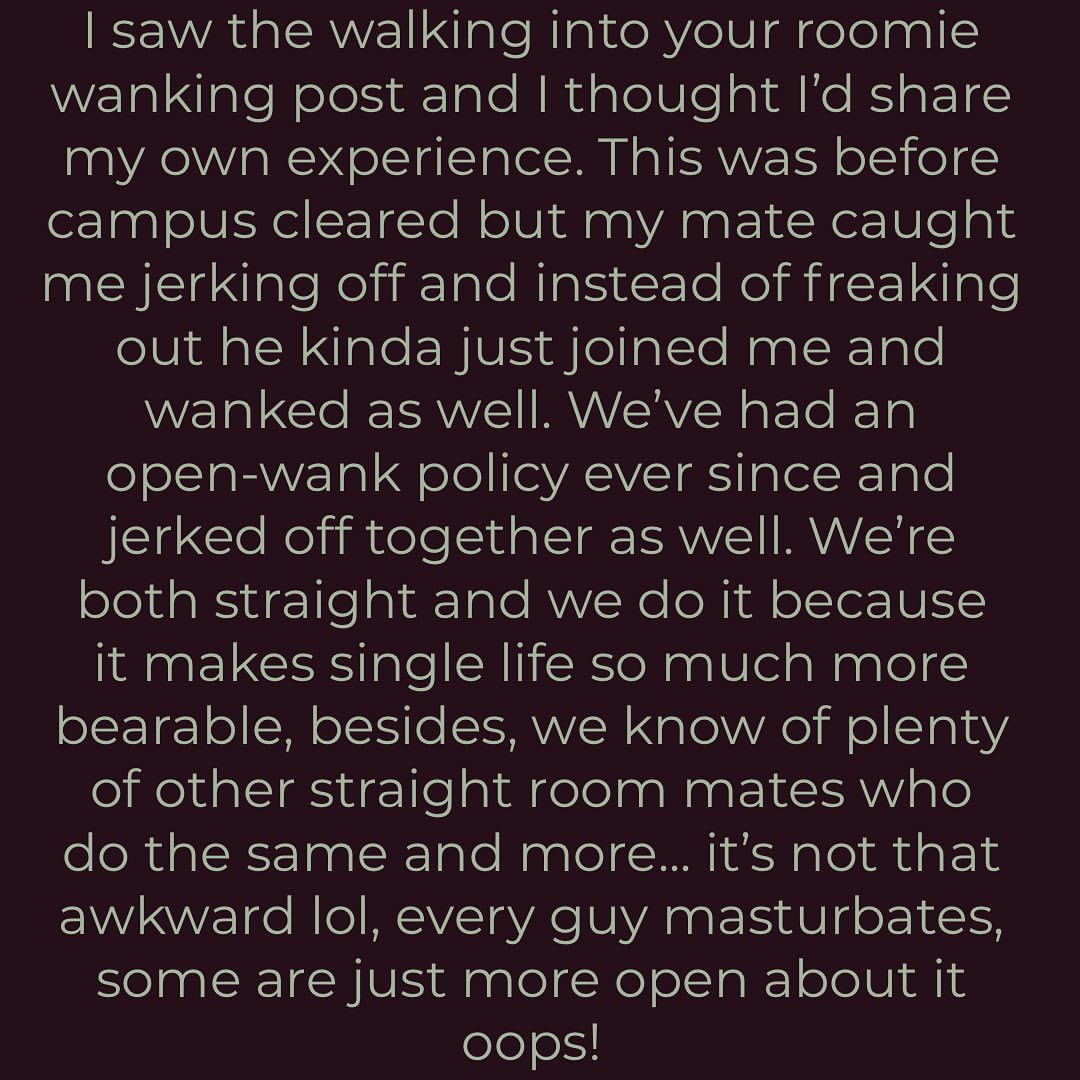 I saw the walking into your roomie
wanking post and I thought I’d share
my own experience. This was before
campus cleared but my mate caught
me jerking off and instead of freaking
out he kinda just joined me and
wanked as well. We’ve had an
open-wank policy ever since and
jerked off together as well. We’re
both straight and we do it because
it makes single life so much more
bearable, besides, we know of plenty
of other straight room mates who
do the same and more... it’s not that
awkward lol, every guy masturbates,
some are just more open about it
oops!